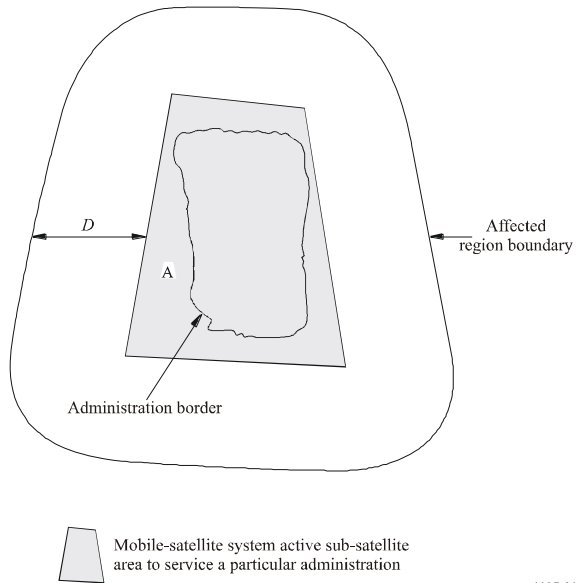 D
Affected
region boundary
A
Administration border
Mobile-satellite system active sub-satellite
area to service a particular administration